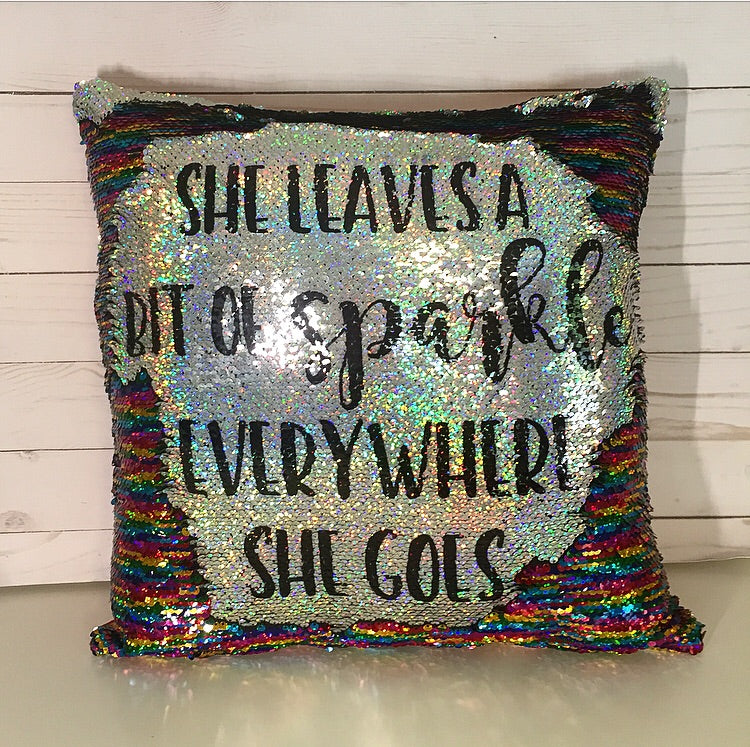 SHE LEAVES A
BIT OF sparkle
EVERYWHERE
SHE GOES